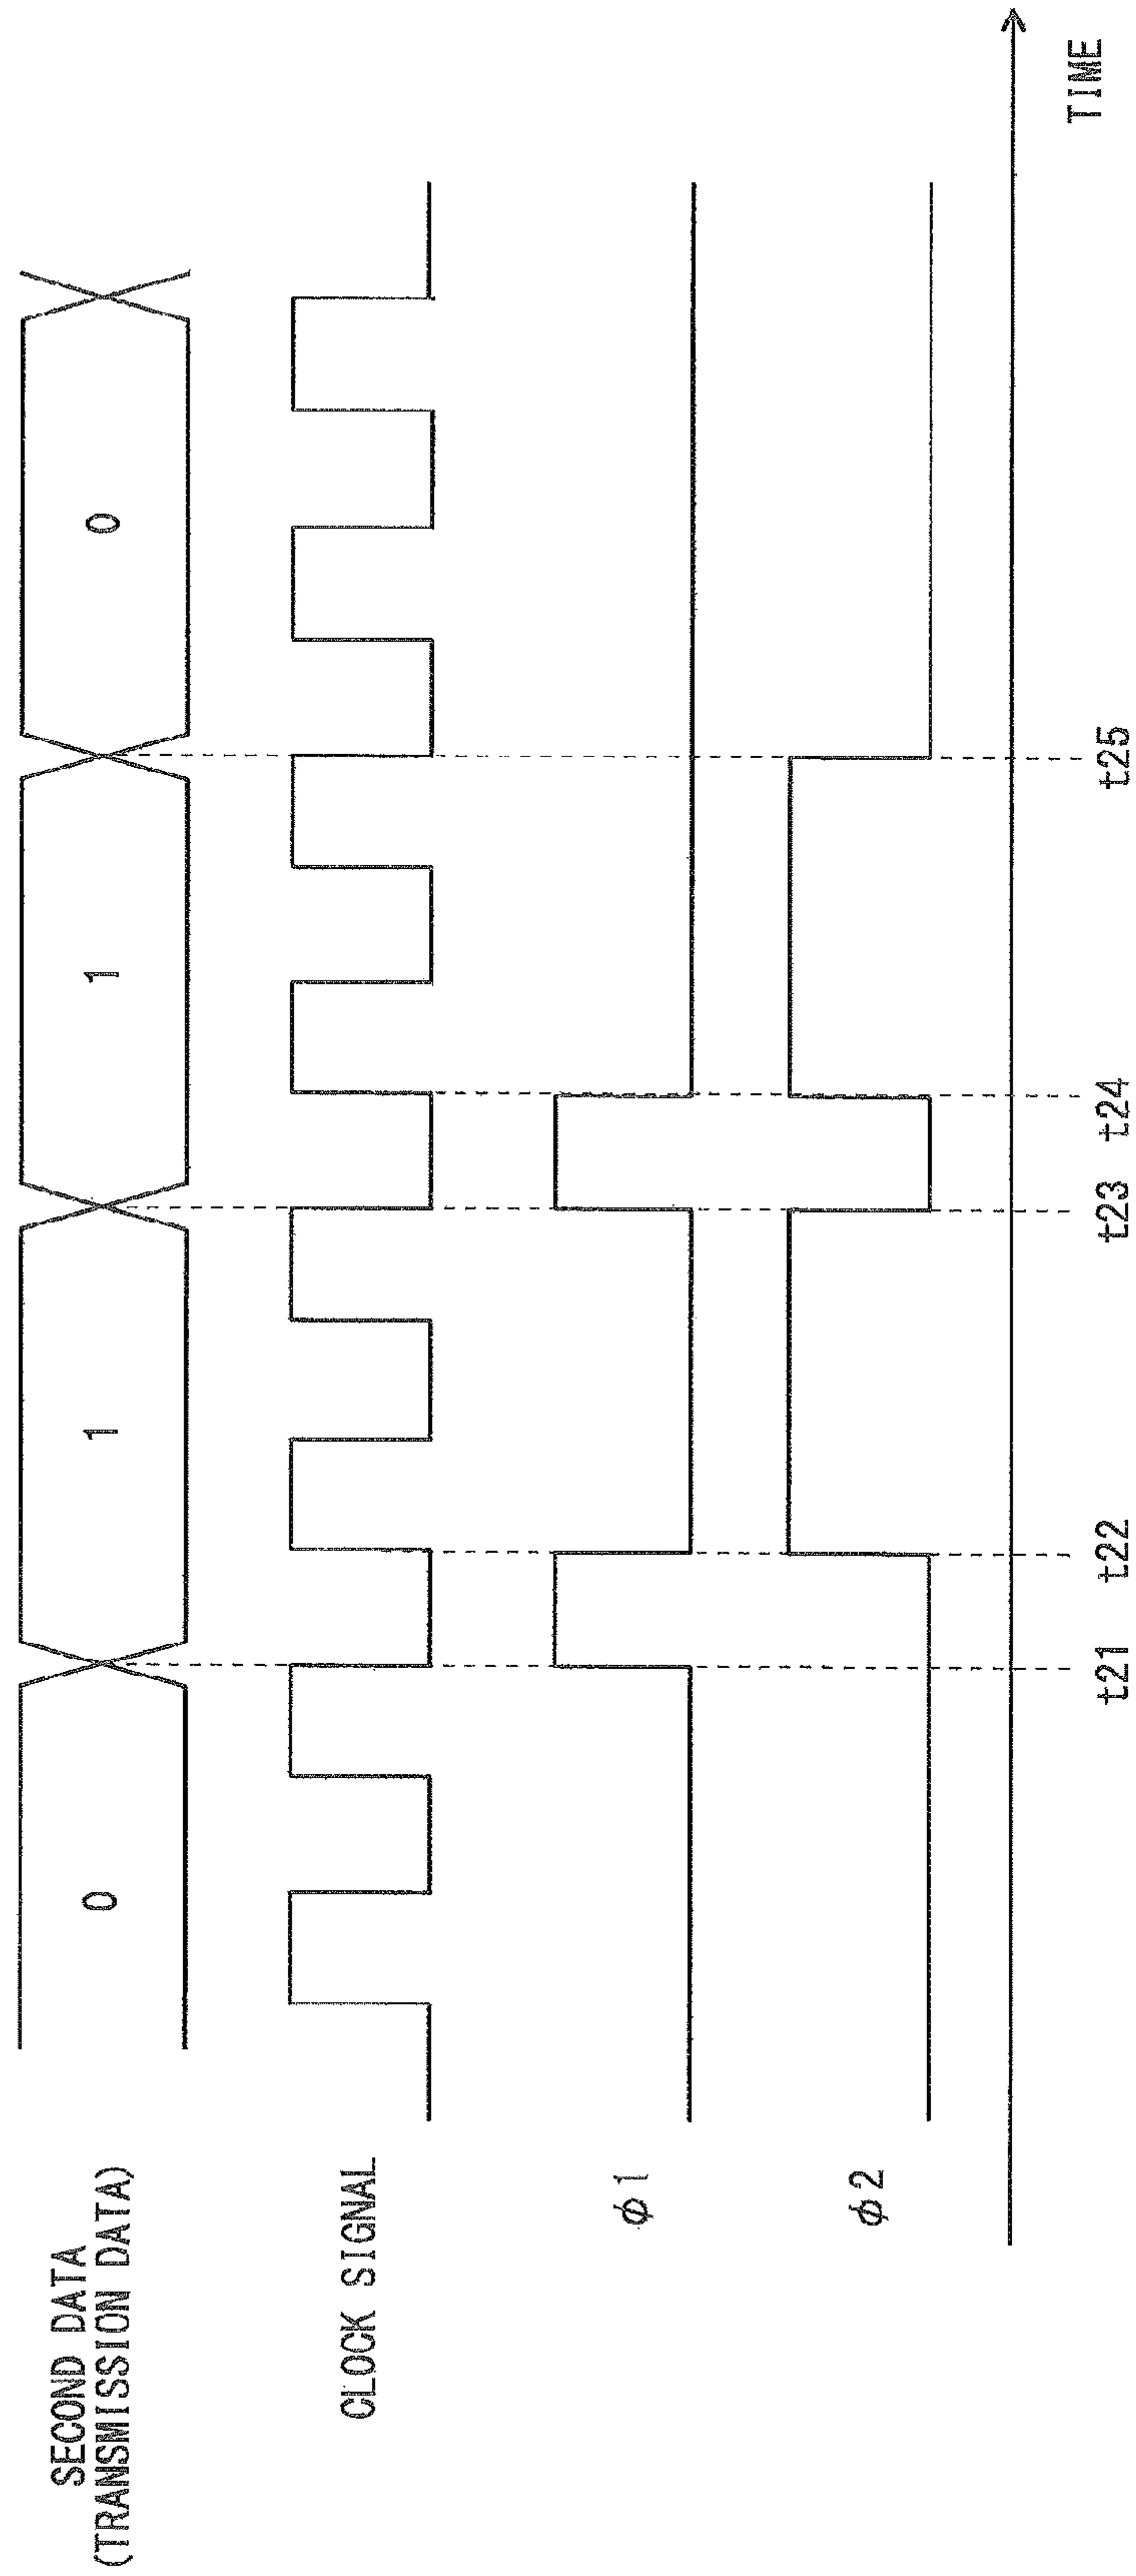 SECOND DATA
(TRANSMISSION DATA)
0
1
1
0
CLOCK SIGNAL
ϕ1
ϕ2
t21
t22
t23
t24
t25
TIME